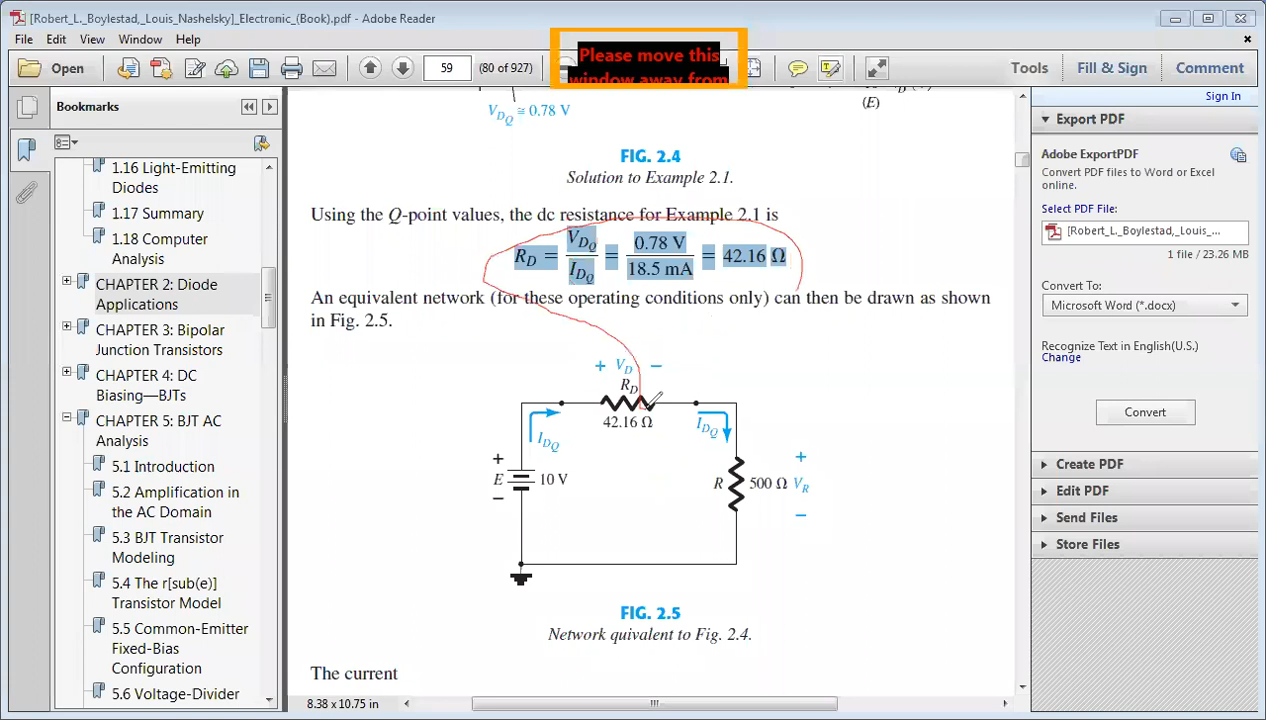 [Robert_L._Boylestad,_Louis_Nashelsky]_Electronic_(Book).pdf - Adobe Reader
File Edit View Window Help
Open
59 (80 of 927)
Please move this
window away from
Tools Fill & Sign Comment
Bookmarks
1.16 Light-Emitting
Diodes
1.17 Summary
1.18 Computer
Analysis
CHAPTER 2: Diode
Applications
CHAPTER 3: Bipolar
Junction Transistors
CHAPTER 4: DC
Biasing—BJTs
CHAPTER 5: BJT AC
Analysis
5.1 Introduction
5.2 Amplification in
the AC Domain
5.3 BJT Transistor
Modeling
5.4 The r[sub(e)]
Transistor Model
5.5 Common-Emitter
Fixed-Bias
Configuration
5.6 Voltage-Divider
VDQ ≅ 0.78 V
(E)
FIG. 2.4
Solution to Example 2.1.
Using the Q-point values, the dc resistance for Example 2.1 is
RD = VDQ / IDQ = 0.78 V / 18.5 mA = 42.16 Ω
An equivalent network (for these operating conditions only) can then be drawn as shown
in Fig. 2.5.
+ VD −
RD
42.16 Ω
IDQ
IDQ
+
E 10 V
−
R 500 Ω
+
VR
−
FIG. 2.5
Network quivalent to Fig. 2.4.
The current
8.38 x 10.75 in
Sign In
Export PDF
Adobe ExportPDF
Convert PDF files to Word or Excel
online.
Select PDF File:
[Robert_L._Boylestad,_Louis_...
1 file / 23.26 MB
Convert To:
Microsoft Word (*.docx)
Recognize Text in English(U.S.)
Change
Convert
Create PDF
Edit PDF
Send Files
Store Files